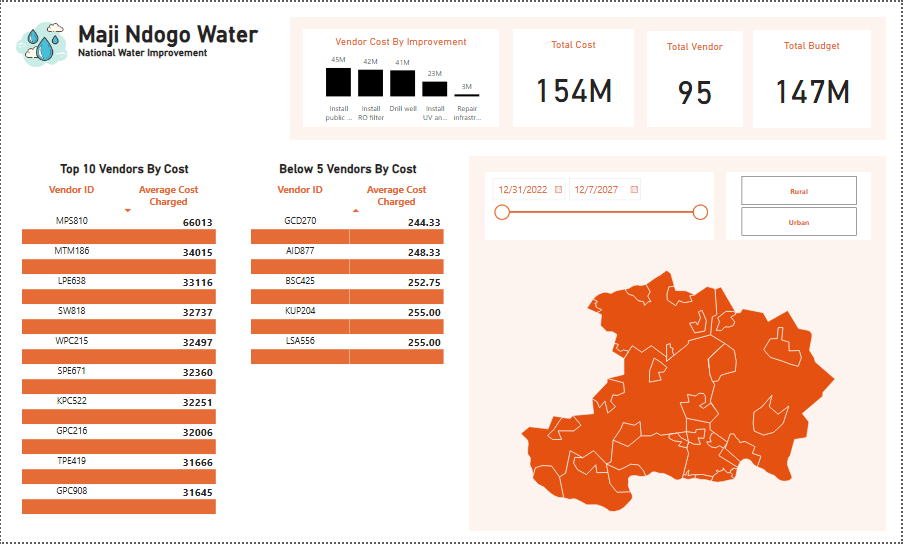 Maji Ndogo Water
National Water Improvement
Vendor Cost By Improvement
45M
42M
41M
23M
3M
Install public ...
Install RO filter
Drill well
Install UV an...
Repair infrastr...
Total Cost
154M
Total Vendor
95
Total Budget
147M
Top 10 Vendors By Cost
Vendor ID Average Cost Charged
MPS810 66013
MTM186 34015
LPE638 33116
SW818 32737
WPC215 32497
SPE671 32360
KPC522 32251
GPC216 32006
TPE419 31666
GPC908 31645
Below 5 Vendors By Cost
Vendor ID Average Cost Charged
GCD270 244.33
AID877 248.33
BSC425 252.75
KUP204 255.00
LSA556 255.00
12/31/2022 12/7/2027
Rural
Urban